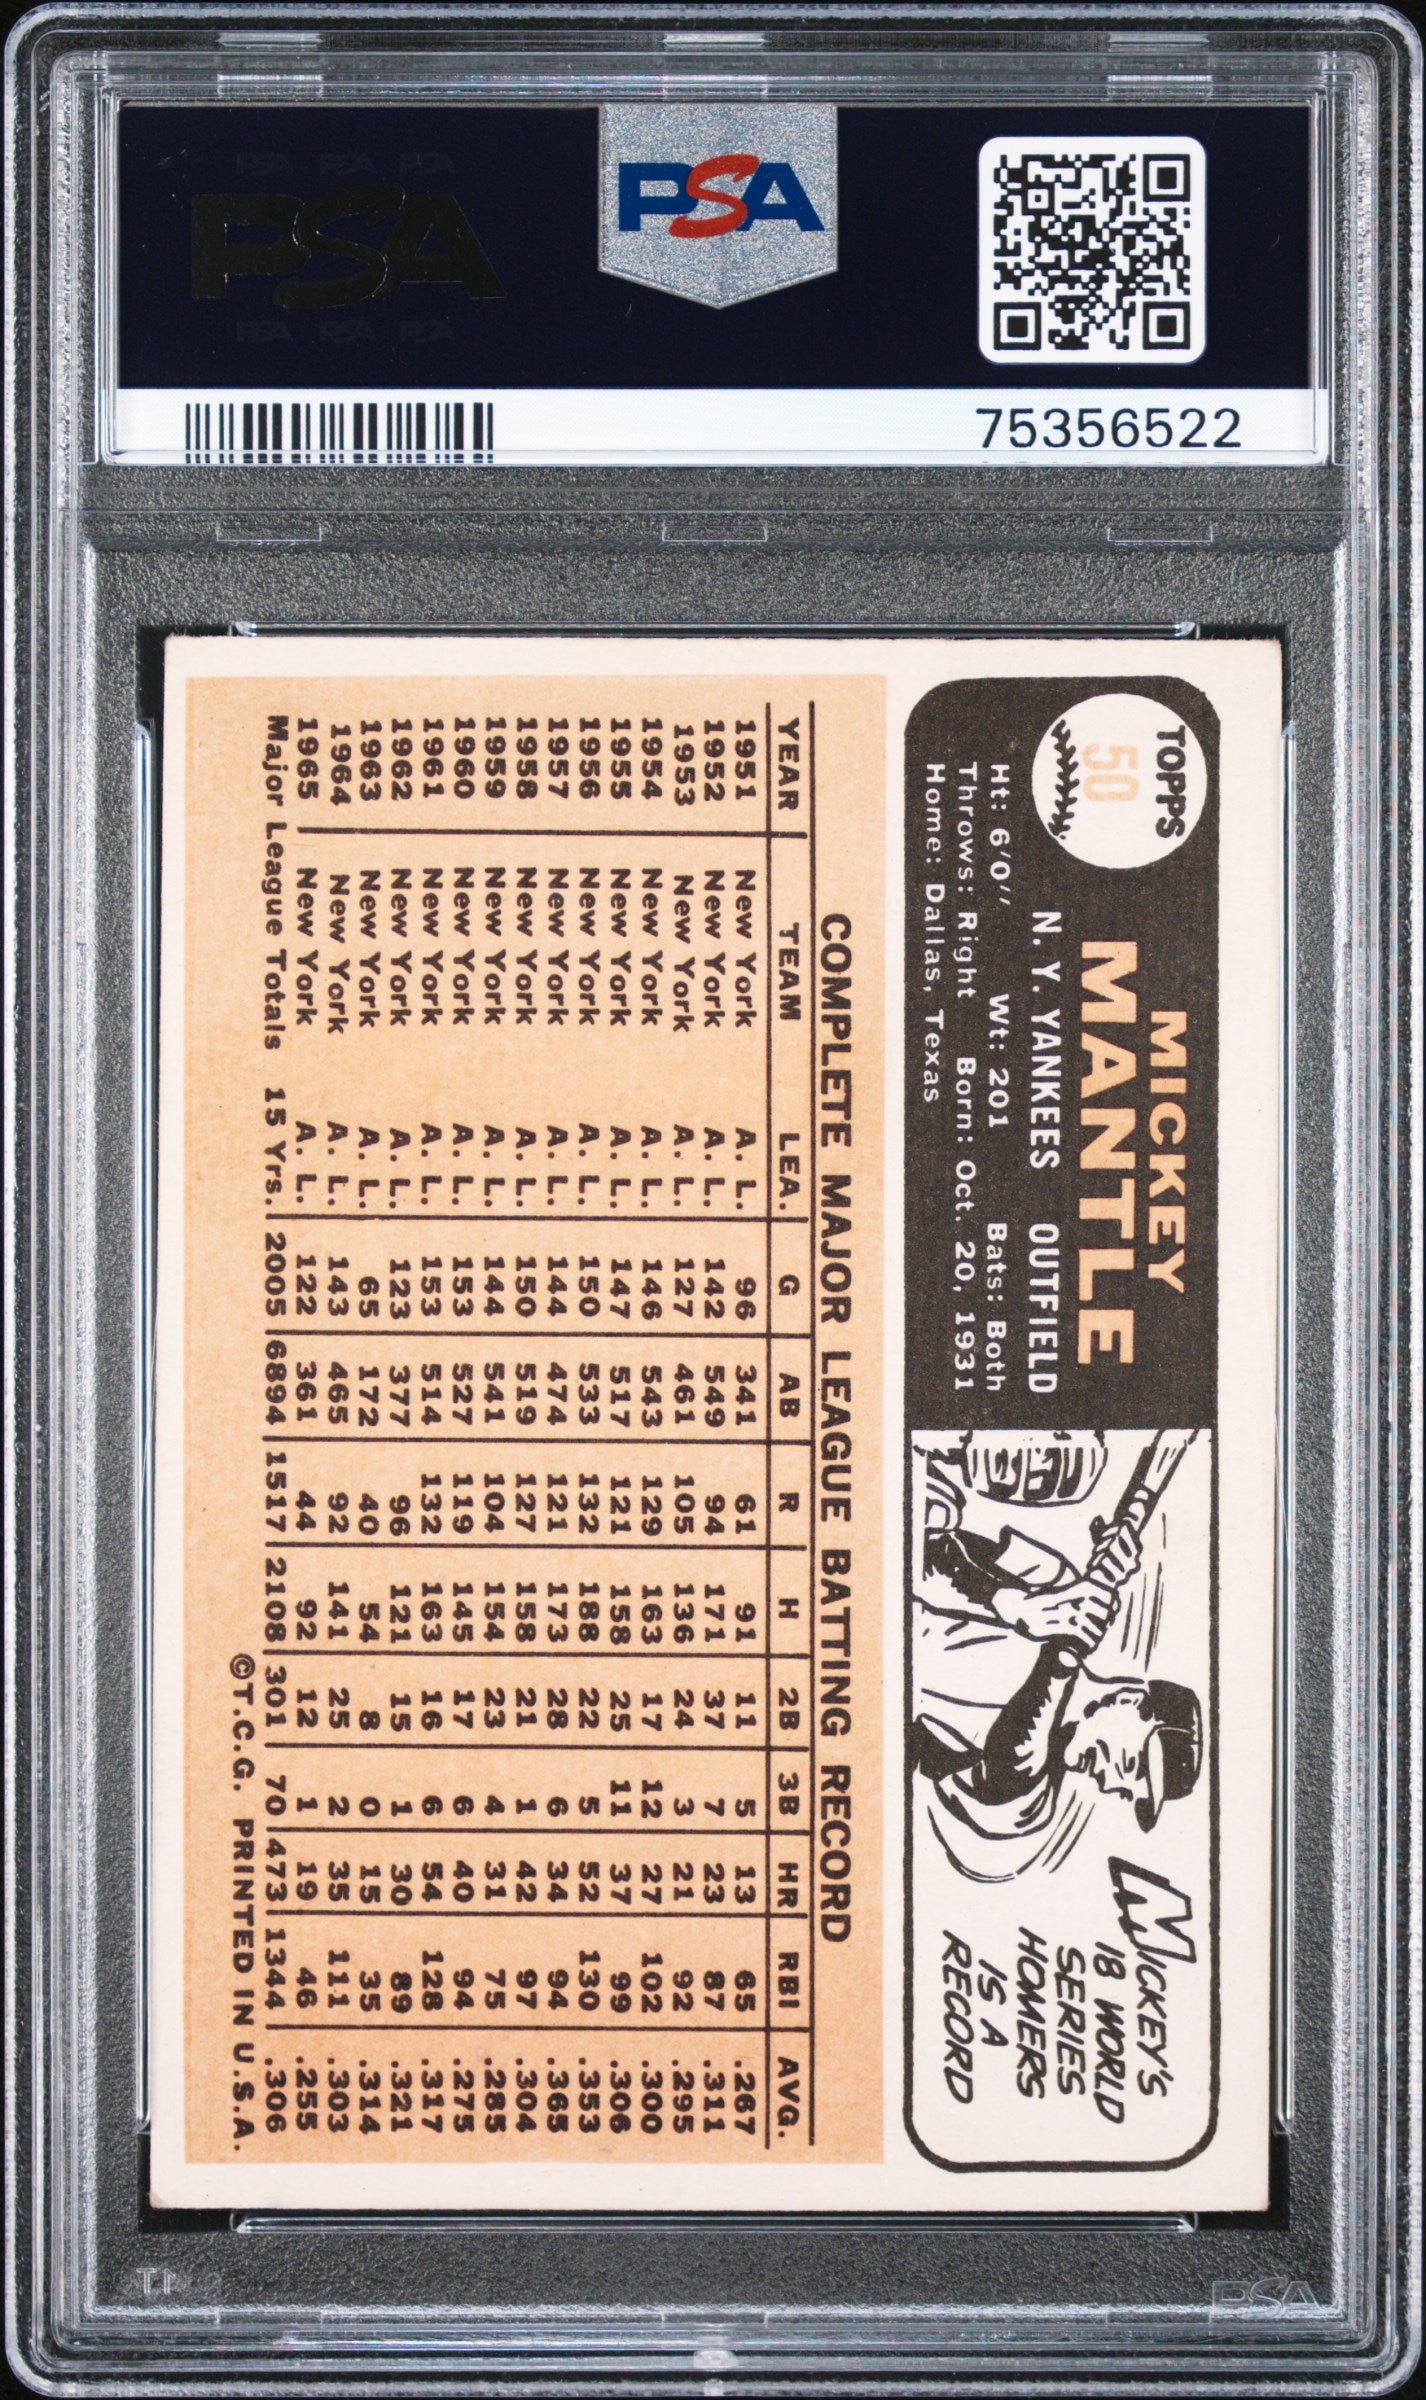 PSA PSA PSA
PSA
PSA PSA PSA
PSA
75356522
TOPPS
50
MICKEY
MANTLE
N. Y. YANKEES OUTFIELD
Ht: 6'0'' Wt: 201 Bats: Both
Throws: Right Born: Oct. 20, 1931
Home: Dallas, Texas
MICKEY'S
18 WORLD
SERIES
HOMERS
IS A
RECORD
COMPLETE MAJOR LEAGUE BATTING RECORD
YEAR TEAM LEA. G AB R H 2B 3B HR RBI AVG.
1951 New York A. L. 96 341 61 91 11 5 13 65 .267
1952 New York A. L. 142 549 94 171 37 7 23 87 .311
1953 New York A. L. 127 461 105 136 24 3 21 92 .295
1954 New York A. L. 146 543 129 163 17 12 27 102 .300
1955 New York A. L. 147 517 121 158 25 11 37 99 .306
1956 New York A. L. 150 533 132 188 22 5 52 130 .353
1957 New York A. L. 144 474 121 173 28 6 34 94 .365
1958 New York A. L. 150 519 127 158 21 1 42 97 .304
1959 New York A. L. 144 541 104 154 23 4 31 75 .285
1960 New York A. L. 153 527 119 145 17 6 40 94 .275
1961 New York A. L. 153 514 132 163 16 6 54 128 .317
1962 New York A. L. 123 377 96 121 15 1 30 89 .321
1963 New York A. L. 65 172 40 54 8 0 15 35 .314
1964 New York A. L. 143 465 92 141 25 2 35 111 .303
1965 New York A. L. 122 361 44 92 12 1 19 46 .255
Major League Totals 15 Yrs. 2005 6894 1517 2108 301 70 473 1344 .306
©T.C.G. PRINTED IN U.S.A.
PSA